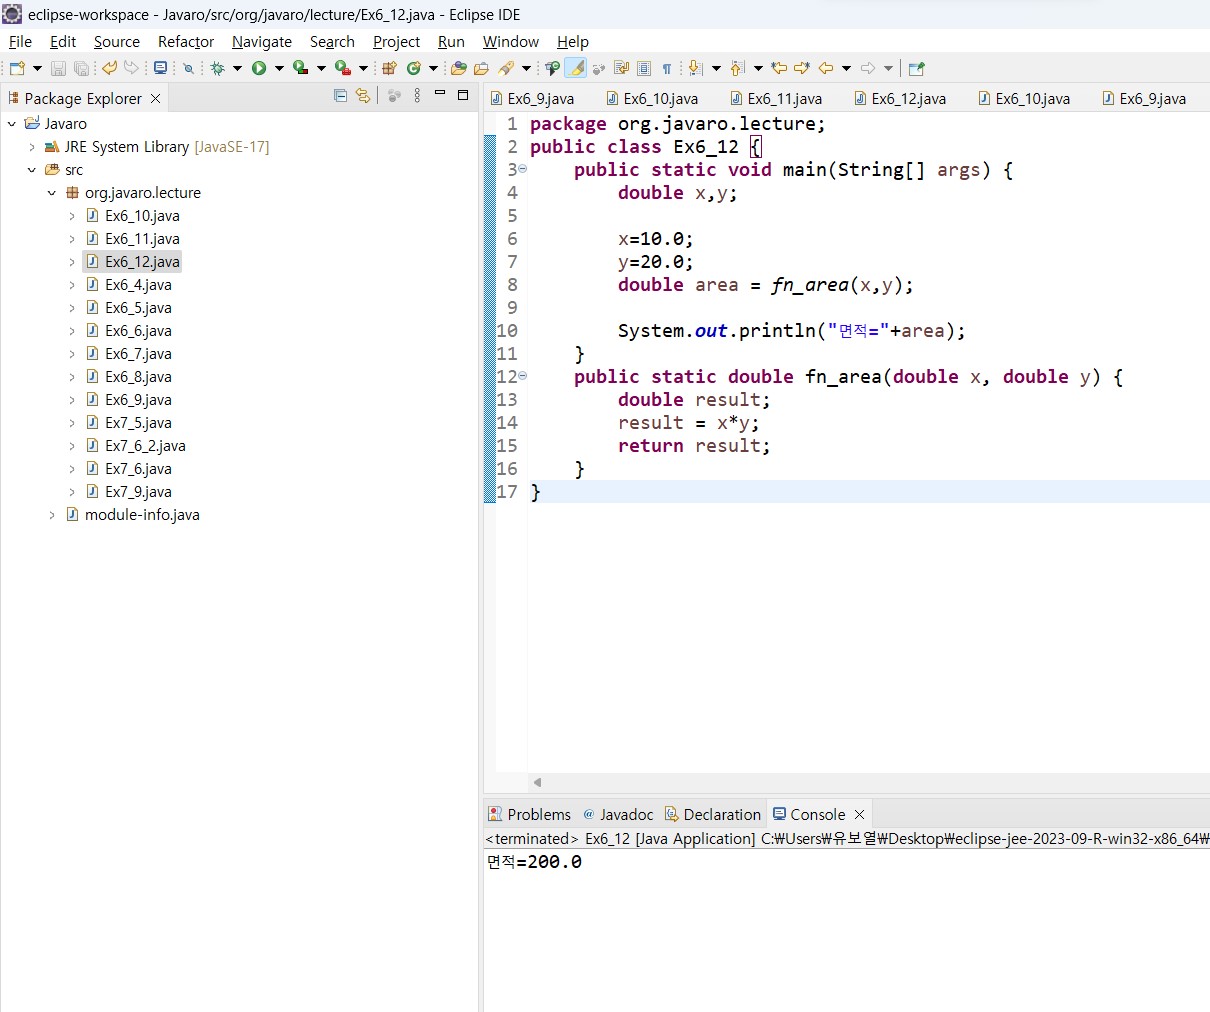 eclipse-workspace - Javaro/src/org/javaro/lecture/Ex6_12.java - Eclipse IDE
File Edit Source Refactor Navigate Search Project Run Window Help
Package Explorer
Javaro
JRE System Library [JavaSE-17]
src
org.javaro.lecture
Ex6_10.java
Ex6_11.java
Ex6_12.java
Ex6_4.java
Ex6_5.java
Ex6_6.java
Ex6_7.java
Ex6_8.java
Ex6_9.java
Ex7_5.java
Ex7_6_2.java
Ex7_6.java
Ex7_9.java
module-info.java
Ex6_9.java Ex6_10.java Ex6_11.java Ex6_12.java Ex6_10.java Ex6_9.java
1 package org.javaro.lecture;
2 public class Ex6_12 {
3 public static void main(String[] args) {
4 double x,y;
5
6 x=10.0;
7 y=20.0;
8 double area = fn_area(x,y);
9
10 System.out.println("면적="+area);
11 }
12 public static double fn_area(double x, double y) {
13 double result;
14 result = x*y;
15 return result;
16 }
17 }
Problems @ Javadoc Declaration Console
<terminated> Ex6_12 [Java Application] C:₩Users₩유보열₩Desktop₩eclipse-jee-2023-09-R-win32-x86_64₩
면적=200.0